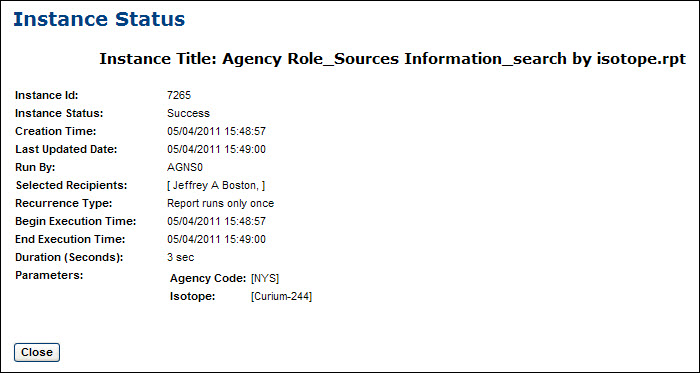 Instance Status
Instance Title: Agency Role_Sources Information_search by isotope.rpt
Instance Id: 7265
Instance Status: Success
Creation Time: 05/04/2011 15:48:57
Last Updated Date: 05/04/2011 15:49:00
Run By: AGNS0
Selected Recipients: [ Jeffrey A Boston, ]
Recurrence Type: Report runs only once
Begin Execution Time: 05/04/2011 15:48:57
End Execution Time: 05/04/2011 15:49:00
Duration (Seconds): 3 sec
Parameters: Agency Code: [NYS]
Isotope: [Curium-244]
Close